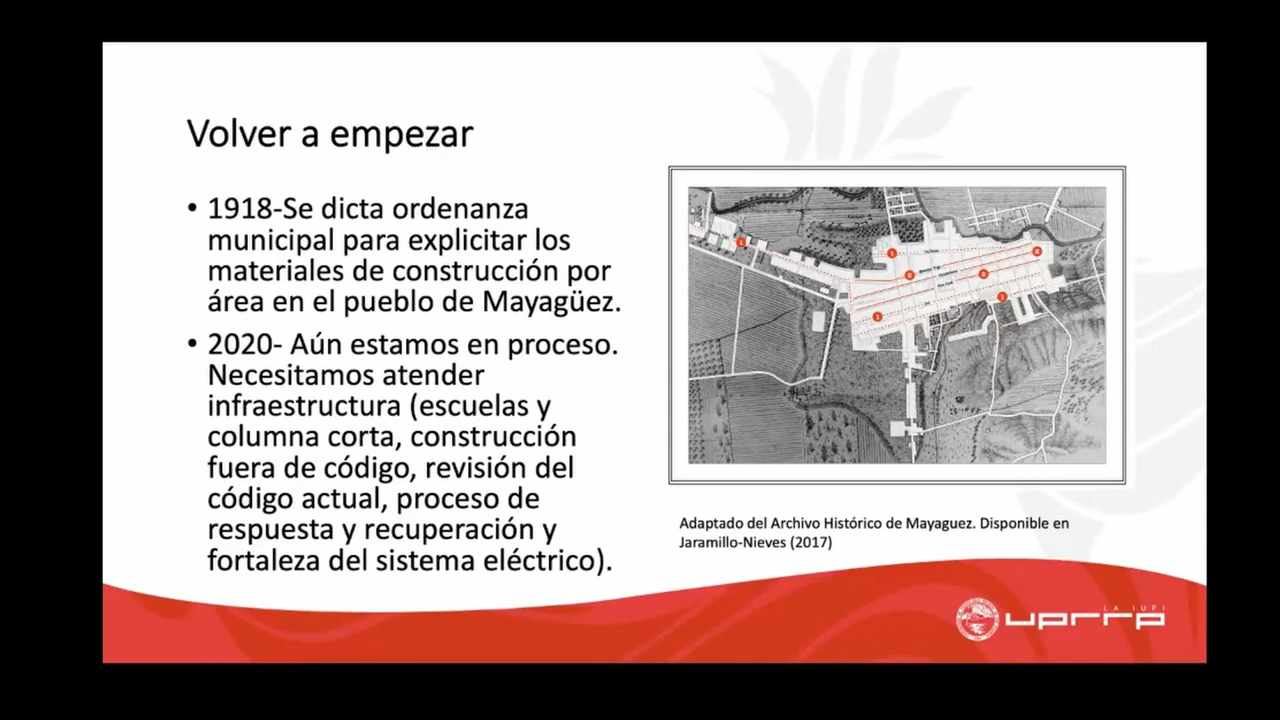 Volver a empezar
• 1918-Se dicta ordenanza
municipal para explicitar los
materiales de construcción por
área en el pueblo de Mayagüez.
• 2020- Aún estamos en proceso.
Necesitamos atender
infraestructura (escuelas y
columna corta, construcción
fuera de código, revisión del
código actual, proceso de
respuesta y recuperación y
fortaleza del sistema eléctrico).
Adaptado del Archivo Histórico de Mayaguez. Disponible en
Jaramillo-Nieves (2017)
LA IUPI
uprrp